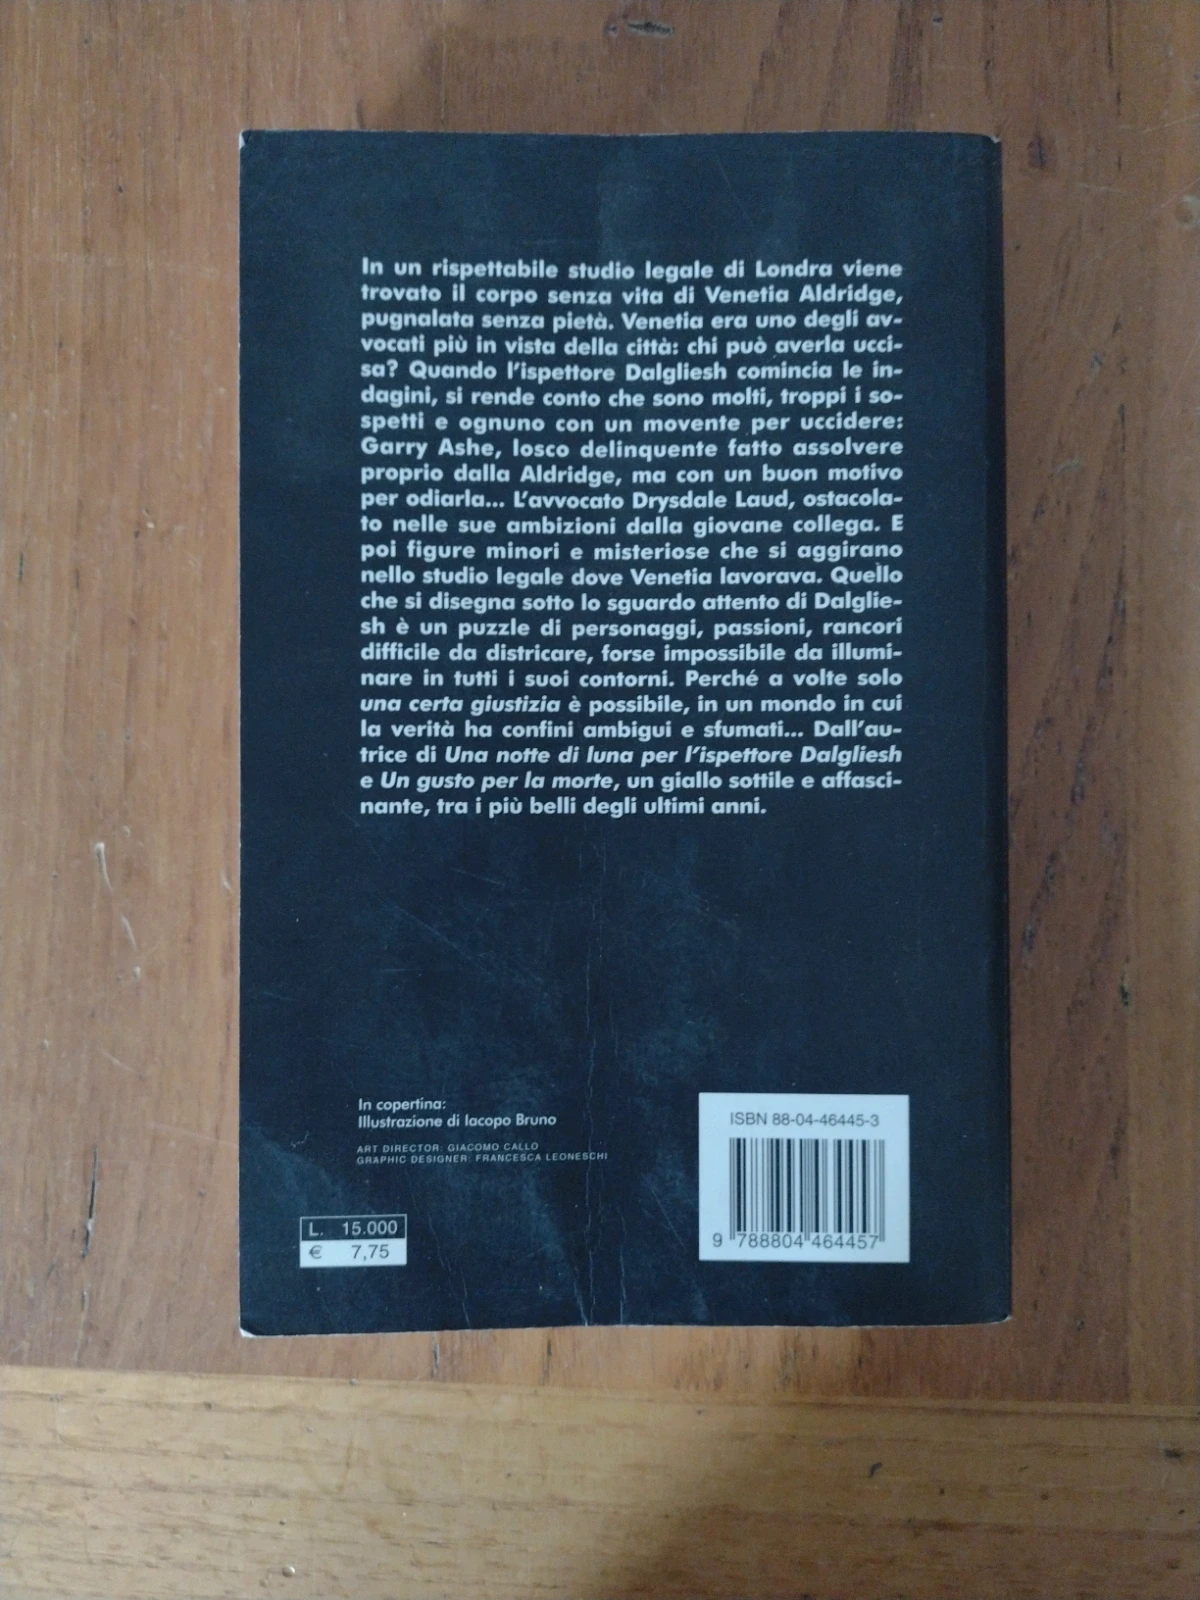 In un rispettabile studio legale di Londra viene
trovato il corpo senza vita di Venetia Aldridge,
pugnalata senza pietà. Venetia era uno degli av-
vocati più in vista della città: chi può averla ucci-
sa? Quando l'ispettore Dalgliesh comincia le in-
dagini, si rende conto che sono molti, troppi i so-
spetti e ognuno con un movente per uccidere:
Garry Ashe, losco delinquente fatto assolvere
proprio dalla Aldridge, ma con un buon motivo
per odiarla... L'avvocato Drysdale Laud, ostacola-
to nelle sue ambizioni dalla giovane collega. E
poi figure minori e misteriose che si aggirano
nello studio legale dove Venetia lavorava. Quello
che si disegna sotto lo sguardo attento di Dalglie-
sh è un puzzle di personaggi, passioni, rancori
difficile da districare, forse impossibile da illumi-
nare in tutti i suoi contorni. Perché a volte solo
una certa giustizia è possibile, in un mondo in cui
la verità ha confini ambigui e sfumati... Dall'au-
trice di Una notte di luna per l'ispettore Dalgliesh
e Un gusto per la morte, un giallo sottile e affasci-
nante, tra i più belli degli ultimi anni.
In copertina:
Illustrazione di Iacopo Bruno
ART DIRECTOR: GIACOMO CALLO
GRAPHIC DESIGNER: FRANCESCA LEONESCHI
L. 15.000
€ 7,75
ISBN 88-04-46445-3
9 788804 464457